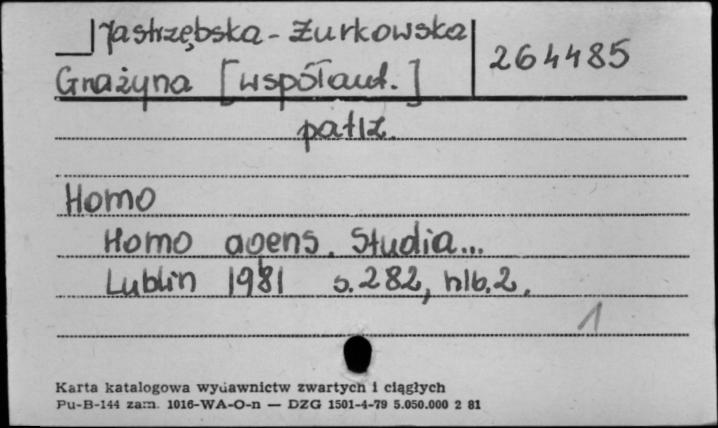 Jastrzębska-Żurkowska
264485
Grażyna [współaut.]
patrz.
Homo
Homo agens. Studia...
Lublin 1981 s.282, nlb.2.
1
Karta katalogowa wydawnictw zwartych i ciągłych
Pu-B-144 zam. 1016-WA-O-n — DZG 1501-4-79 5.050.000 2 81